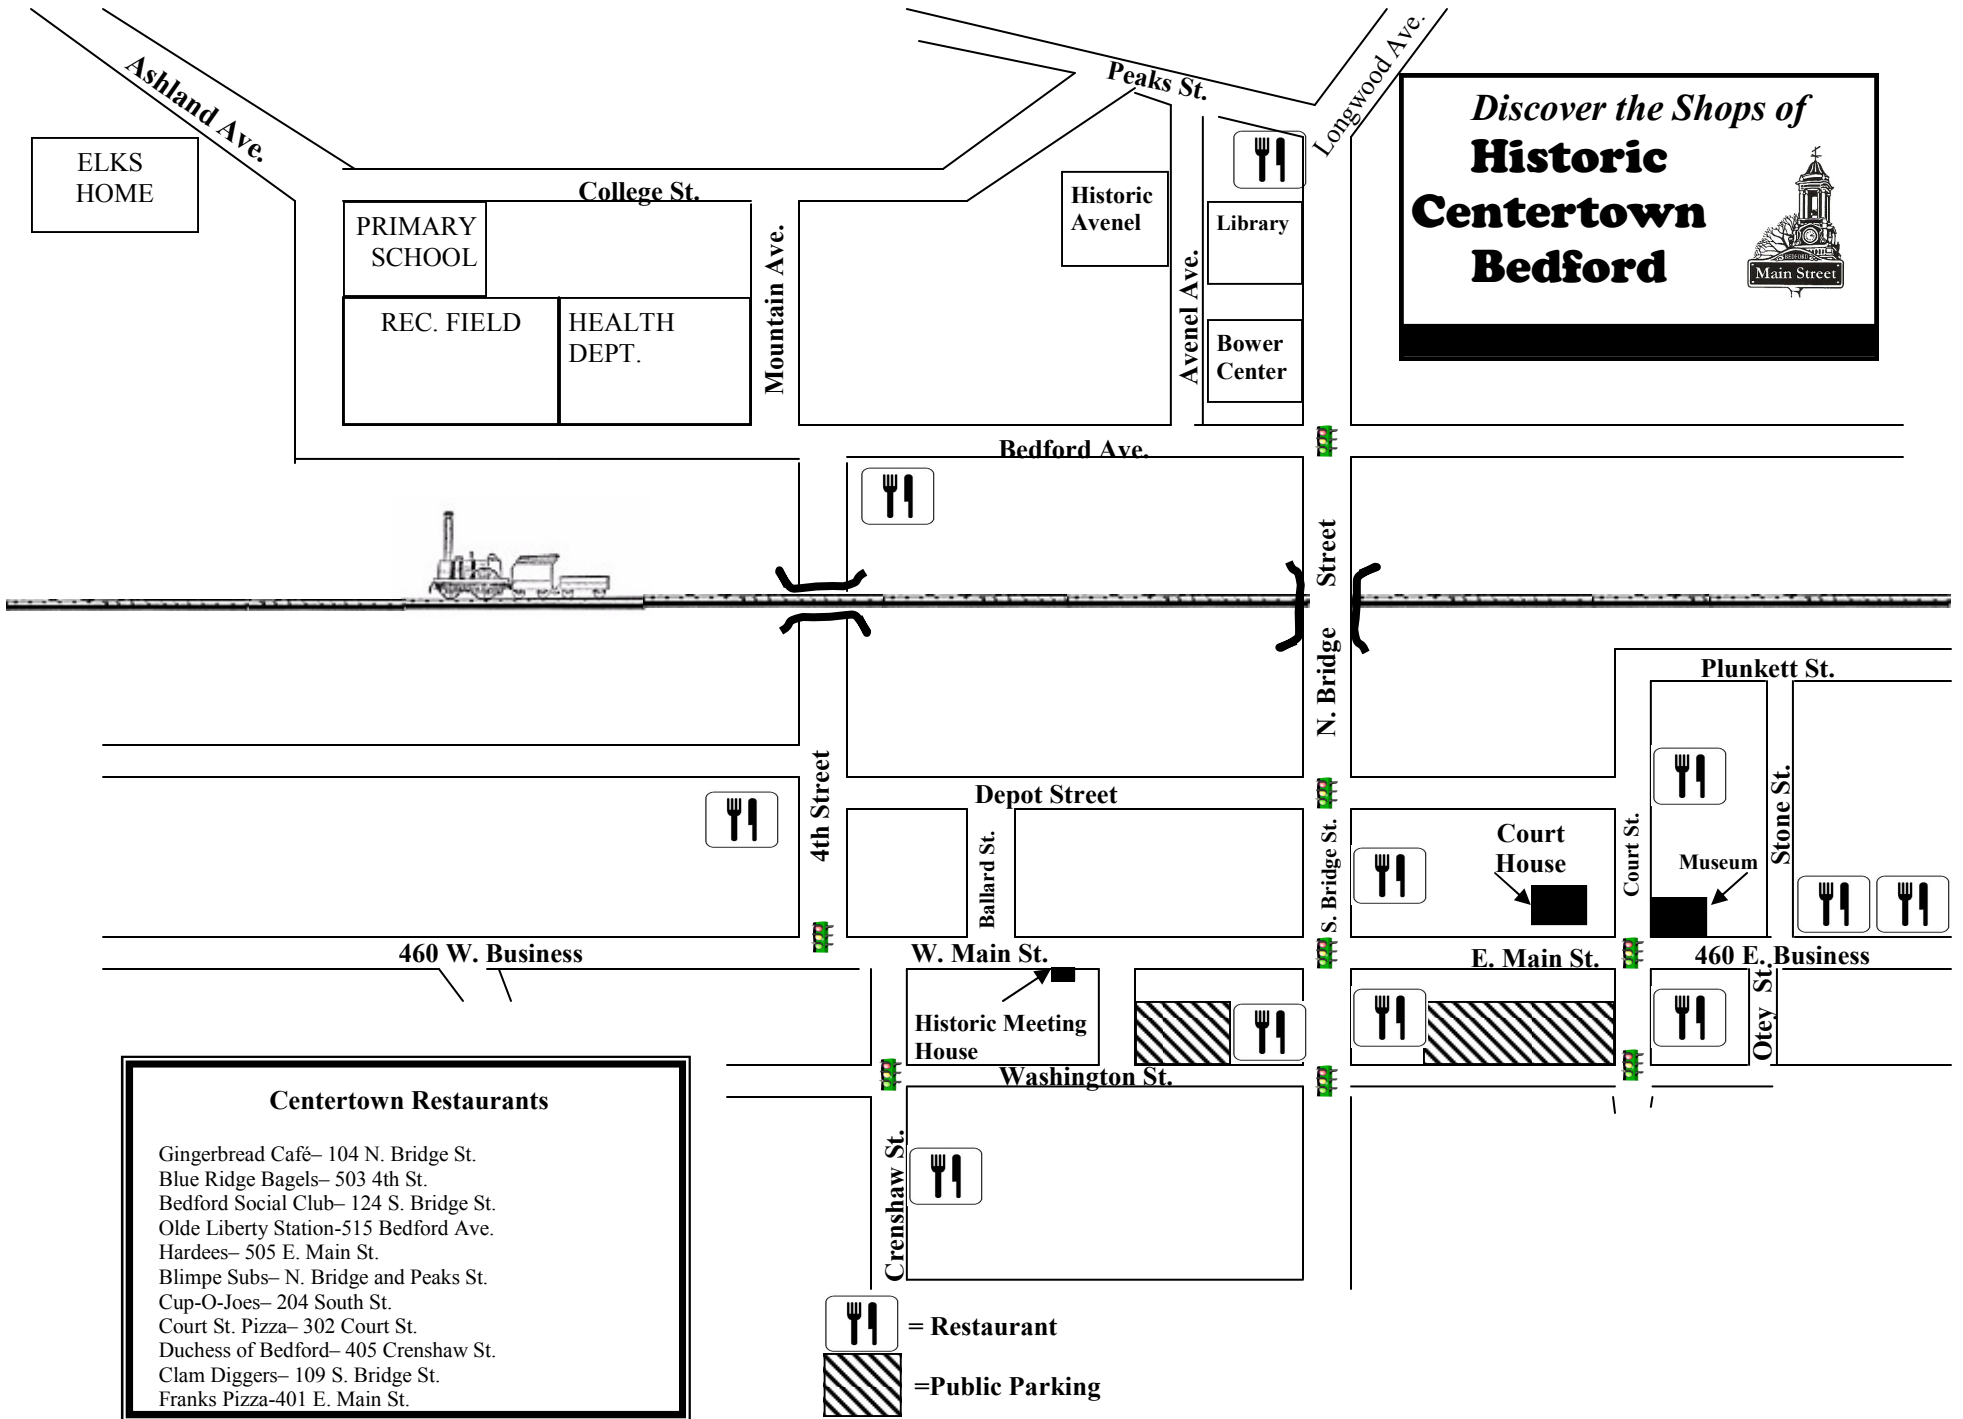 Ashland Ave.
Peaks St.
Longwood Ave.
Discover the Shops of
Historic
Centertown
Bedford
BEDFORD
Main Street
ELKS
HOME
College St.
PRIMARY
SCHOOL
REC. FIELD
HEALTH
DEPT.
Mountain Ave.
Historic
Avenel
Avenel Ave.
Library
Bower
Center
Bedford Ave.
N. Bridge Street
Plunkett St.
4th Street
Depot Street
Ballard St.
S. Bridge St.
Court
House
Court St.
Museum
Stone St.
460 W. Business
W. Main St.
E. Main St.
460 E. Business
Historic Meeting
House
Otey St.
Washington St.
Crenshaw St.
Centertown Restaurants
Gingerbread Café– 104 N. Bridge St.
Blue Ridge Bagels– 503 4th St.
Bedford Social Club– 124 S. Bridge St.
Olde Liberty Station-515 Bedford Ave.
Hardees– 505 E. Main St.
Blimpe Subs– N. Bridge and Peaks St.
Cup-O-Joes– 204 South St.
Court St. Pizza– 302 Court St.
Duchess of Bedford– 405 Crenshaw St.
Clam Diggers– 109 S. Bridge St.
Franks Pizza-401 E. Main St.
= Restaurant
=Public Parking